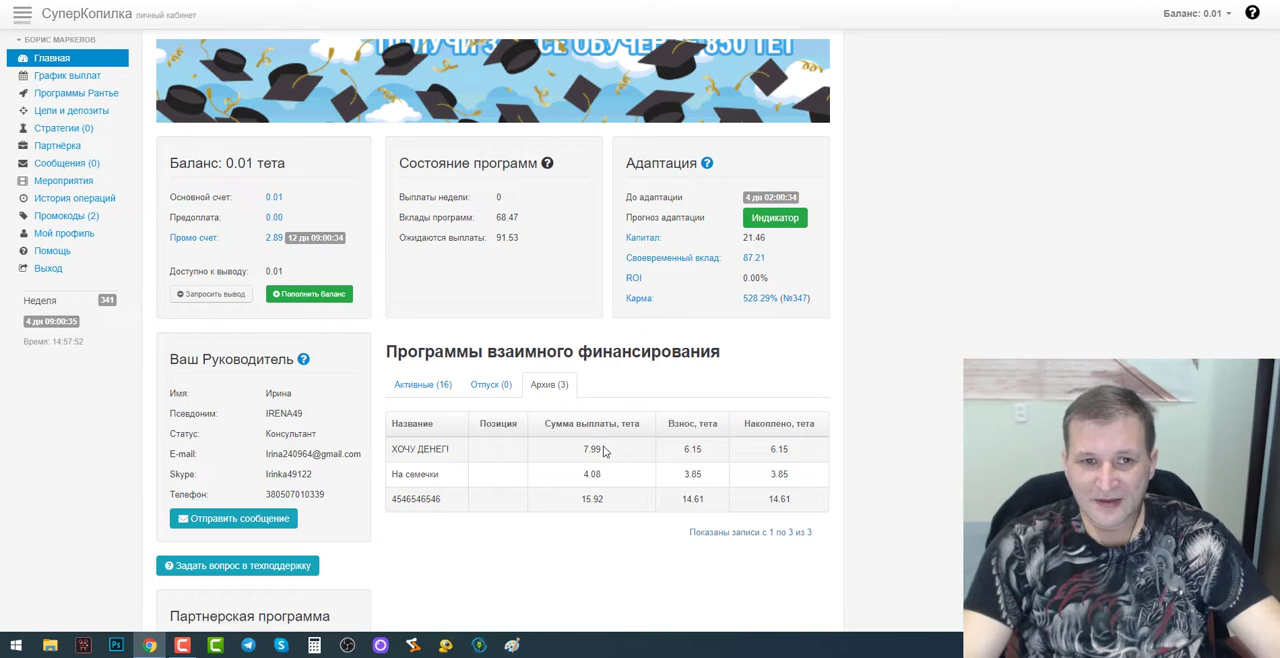 СуперКопилка личный кабинет
Баланс: 0.01
меню
БОРИС МАРКЕЛОВ
Главная
График выплат
Программы Рантье
Цепи и депозиты
Стратегии (0)
Партнёрка
Сообщения (0)
Мероприятия
История операций
Промокоды (2)
Мой профиль
Помощь
Выход
Неделя 341
4 дн 09:00:35
Время: 14:57:52
Баланс: 0.01 тета
Основной счет: 0.01
Предоплата: 0.00
Промо счет: 2.89 12 дн 09:00:34
Доступно к выводу: 0.01
Запросить вывод Пополнить баланс
Состояние программ
Выплаты недели: 0
Вклады программ: 68.47
Ожидаются выплаты: 91.53
Адаптация
До адаптации 4 дн 02:00:34
Прогноз адаптации Индикатор
Капитал: 21.46
Своевременный вклад: 87.21
ROI 0.00%
Карма: 528.29% (№347)
Ваш Руководитель
Имя: Ирина
Псевдоним: IRENA49
Статус: Консультант
E-mail: Irina240964@gmail.com
Skype: Irinka49122
Телефон: 380507010339
Отправить сообщение
Задать вопрос в техподдержку
Партнерская программа
Программы взаимного финансирования
Активные (16) Отпуск (0) Архив (3)
Название Позиция Сумма выплаты, тета Взнос, тета Накоплено, тета
ХОЧУ ДЕНЕГ! 7.99 6.15 6.15
На семечки 4.08 3.85 3.85
4546546546 15.92 14.61 14.61
Показаны записи с 1 по 3 из 3